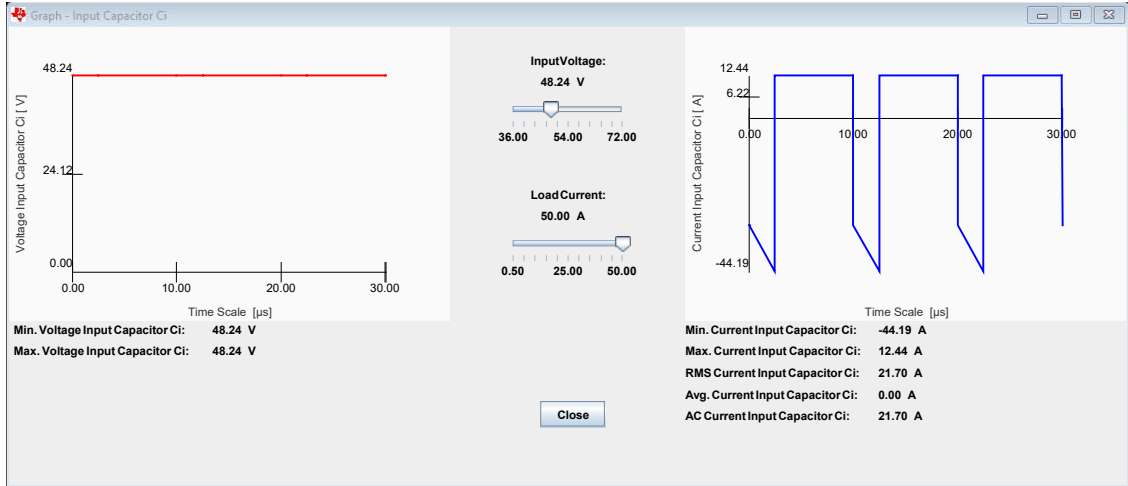 Graph - Input Capacitor Ci
48.24
24.12
0.00
0.00 10.00 20.00 30.00
Voltage Input Capacitor Ci [ V]
Time Scale [µs]
Min. Voltage Input Capacitor Ci: 48.24 V
Max. Voltage Input Capacitor Ci: 48.24 V
Input Voltage:
48.24 V
36.00 54.00 72.00
Load Current:
50.00 A
0.50 25.00 50.00
Close
12.44
6.22
0.00 10.00 20.00 30.00
-44.19
Current Input Capacitor Ci [ A]
Time Scale [µs]
Min. Current Input Capacitor Ci: -44.19 A
Max. Current Input Capacitor Ci: 12.44 A
RMS Current Input Capacitor Ci: 21.70 A
Avg. Current Input Capacitor Ci: 0.00 A
AC Current Input Capacitor Ci: 21.70 A